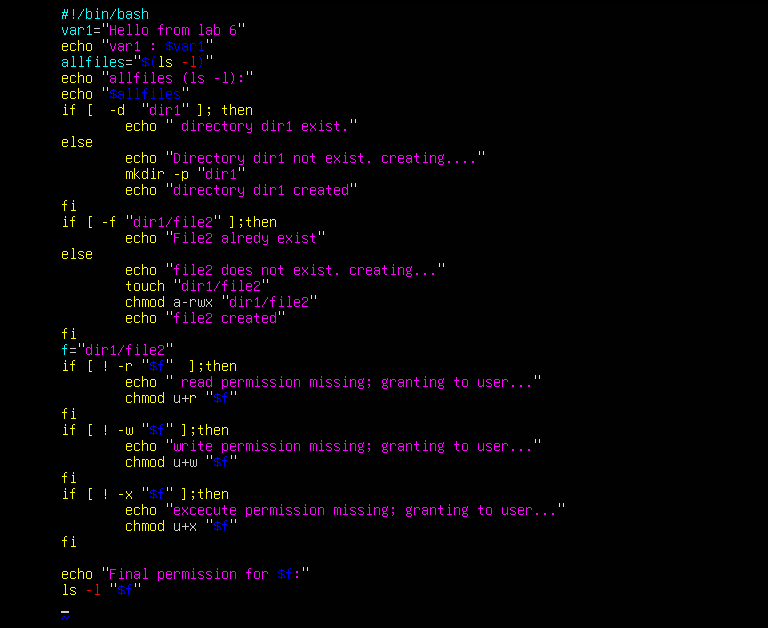 #!/bin/bash
var1="Hello from lab 6"
echo "var1 : $var1"
allfiles="$(ls -l)"
echo "allfiles (ls -l):"
echo "$allfiles"
if [  -d  "dir1" ]; then
        echo " directory dir1 exist."
else
        echo "Directory dir1 not exist. creating...."
        mkdir -p "dir1"
        echo "directory dir1 created"
fi
if [ -f "dir1/file2" ];then
        echo "File2 alredy exist"
else
        echo "file2 does not exist. creating..."
        touch "dir1/file2"
        chmod a-rwx "dir1/file2"
        echo "file2 created"
fi
f="dir1/file2"
if [ ! -r "$f"  ];then
        echo " read permission missing; granting to user..."
        chmod u+r "$f"
fi
if [ ! -w "$f" ];then
        echo "write permission missing; granting to user..."
        chmod u+w "$f"
fi
if [ ! -x "$f" ];then
        echo "excecute permission missing; granting to user..."
        chmod u+x "$f"
fi

echo "Final permission for $f:"
ls -l "$f"
~